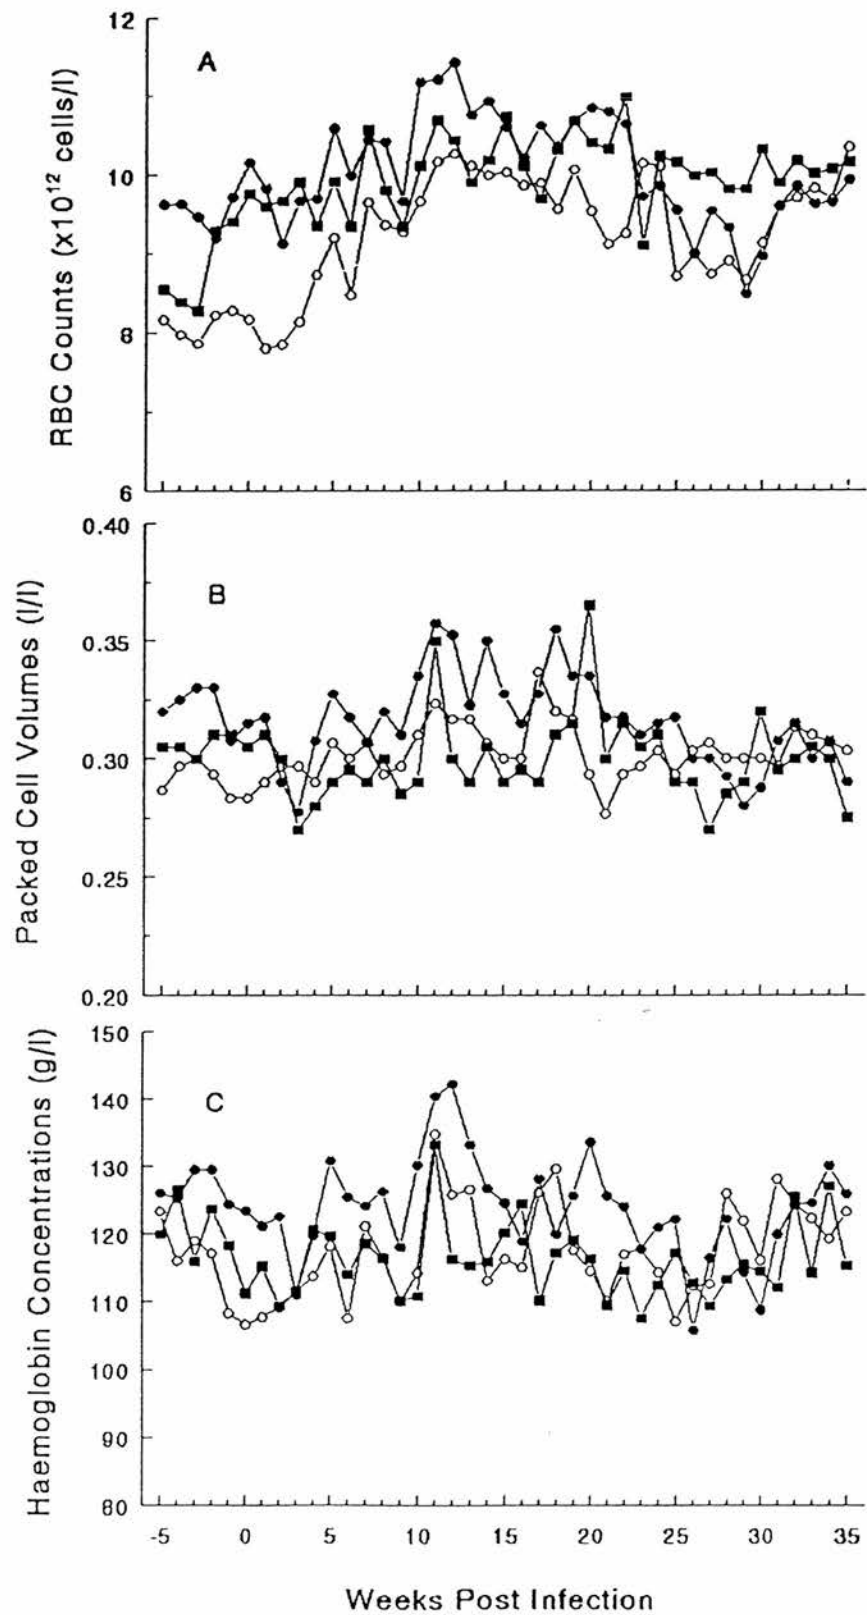 A
RBC Counts (x10¹² cells/l)
12
10
8
6
B
Packed Cell Volumes (l/l)
0.40
0.35
0.30
0.25
0.20
C
Haemoglobin Concentrations (g/l)
150
140
130
120
110
100
90
80
-5 0 5 10 15 20 25 30 35
Weeks Post Infection